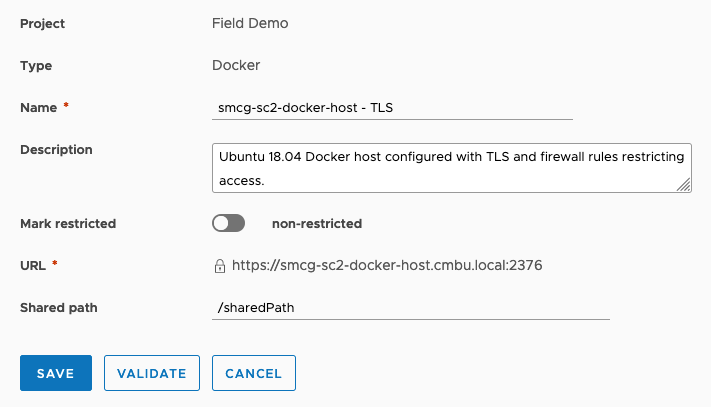 Project Field Demo
Type Docker
Name * smcg-sc2-docker-host - TLS
Description Ubuntu 18.04 Docker host configured with TLS and firewall rules restricting
access.
Mark restricted non-restricted
URL * https://smcg-sc2-docker-host.cmbu.local:2376
Shared path /sharedPath
SAVE VALIDATE CANCEL